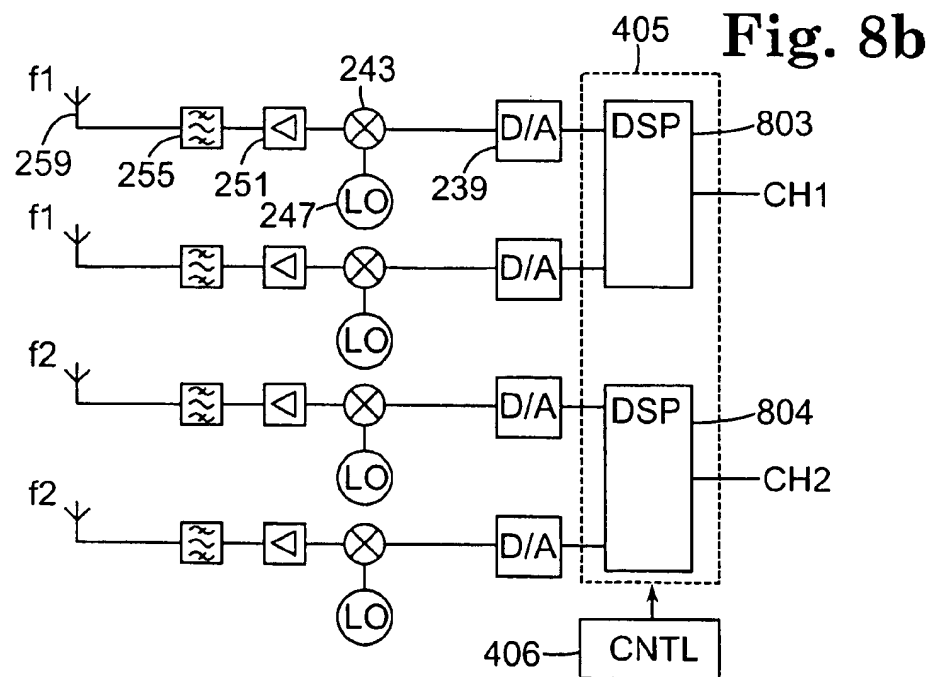 Fig. 8b
405
f1
243
259
255
251
247
LO
D/A
239
DSP
803
CH1
f1
LO
D/A
f2
LO
D/A
DSP
804
CH2
f2
LO
D/A
406
CNTL